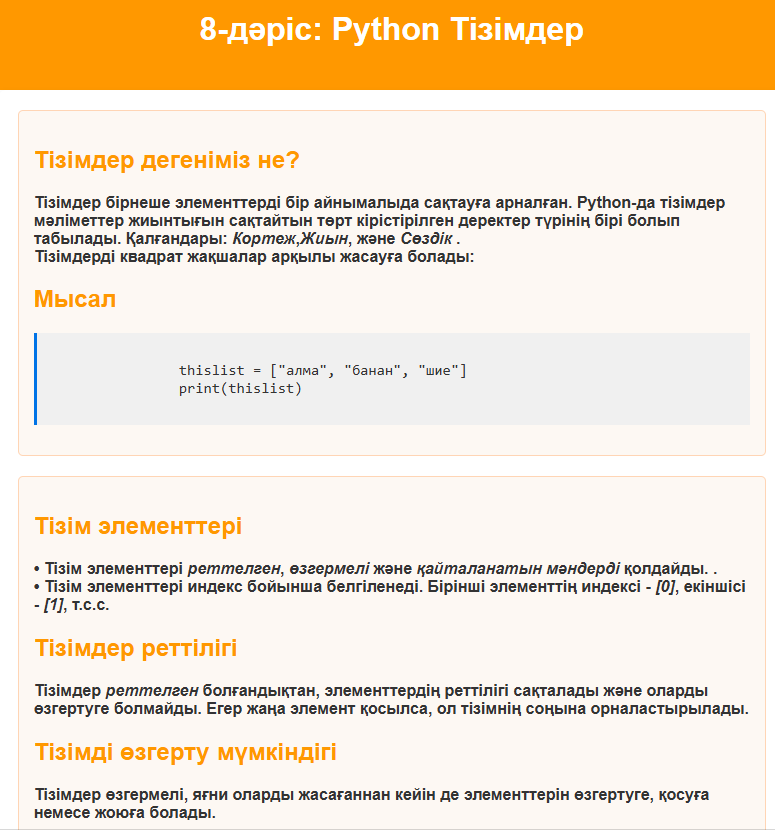 8-дәріс: Python Тізімдер
Тізімдер дегеніміз не?
Тізімдер бірнеше элементтерді бір айнымалыда сақтауға арналған. Python-да тізімдер
мәліметтер жиынтығын сақтайтын төрт кірістірілген деректер түрінің бірі болып
табылады. Қалғандары: Кортеж,Жиын, және Сөздік .
Тізімдерді квадрат жақшалар арқылы жасауға болады:
Мысал
thislist = ["алма", "банан", "шие"]
print(thislist)
Тізім элементтері
• Тізім элементтері реттелген, өзгермелі және қайталанатын мәндерді қолдайды. .
• Тізім элементтері индекс бойынша белгіленеді. Бірінші элементтің индексі - [0], екіншісі
- [1], т.с.с.
Тізімдер реттілігі
Тізімдер реттелген болғандықтан, элементтердің реттілігі сақталады және оларды
өзгертуге болмайды. Егер жаңа элемент қосылса, ол тізімнің соңына орналастырылады.
Тізімді өзгерту мүмкіндігі
Тізімдер өзгермелі, яғни оларды жасағаннан кейін де элементтерін өзгертуге, қосуға
немесе жоюға болады.